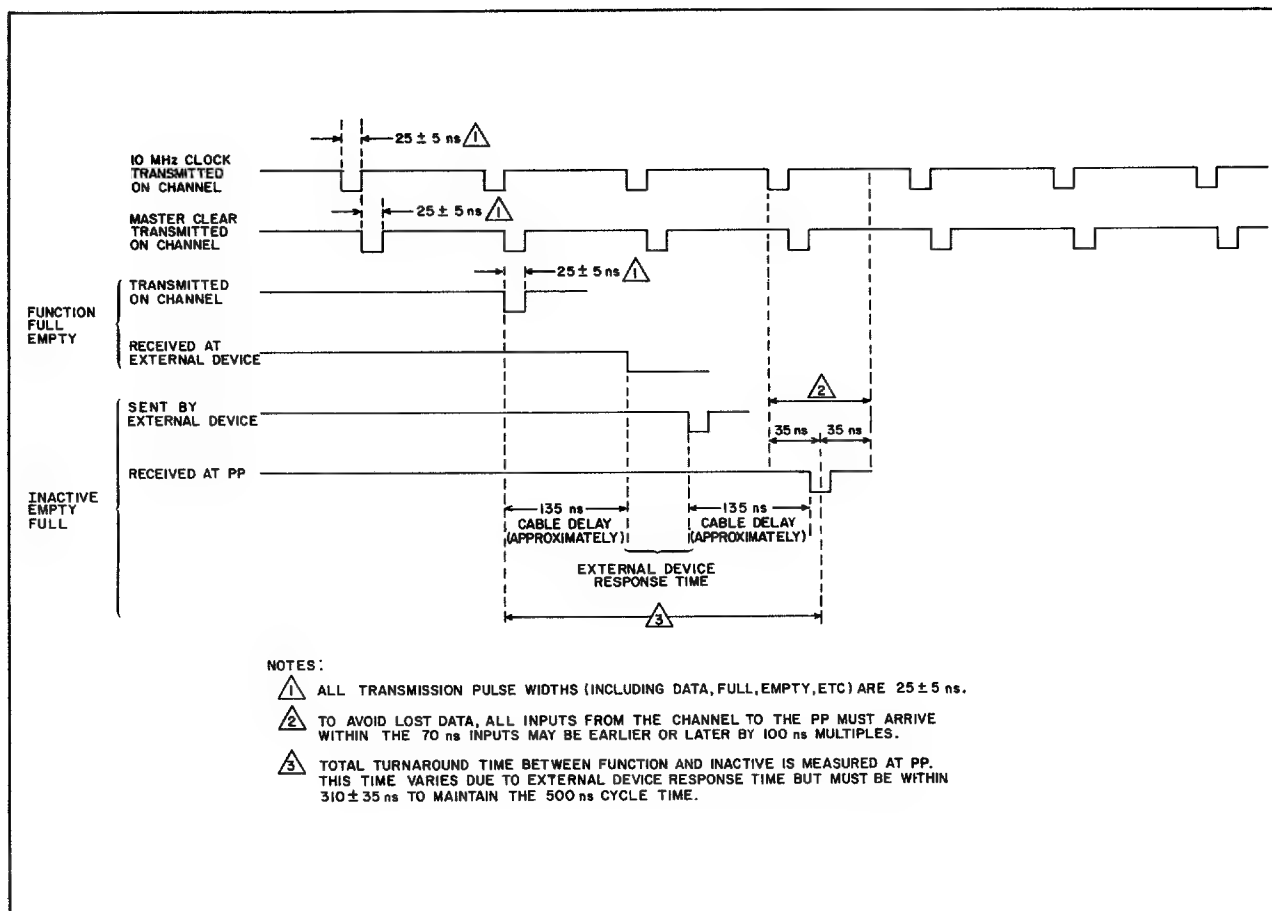 25 ± 5 ns 1
10 MHz CLOCK
TRANSMITTED
ON CHANNEL
25 ± 5 ns 1
MASTER CLEAR
TRANSMITTED
ON CHANNEL
25 ± 5 ns 1
TRANSMITTED
ON CHANNEL
FUNCTION
FULL
EMPTY
RECEIVED AT
EXTERNAL DEVICE
2
SENT BY
EXTERNAL DEVICE
35 ns 35 ns
RECEIVED AT PP
INACTIVE
EMPTY
FULL
135 ns 135 ns
CABLE DELAY CABLE DELAY
(APPROXIMATELY) (APPROXIMATELY)
EXTERNAL DEVICE
RESPONSE TIME
3
NOTES:
1 ALL TRANSMISSION PULSE WIDTHS (INCLUDING DATA, FULL, EMPTY, ETC) ARE 25 ± 5 ns.
2 TO AVOID LOST DATA, ALL INPUTS FROM THE CHANNEL TO THE PP MUST ARRIVE
WITHIN THE 70 ns INPUTS MAY BE EARLIER OR LATER BY 100 ns MULTIPLES.
3 TOTAL TURNAROUND TIME BETWEEN FUNCTION AND INACTIVE IS MEASURED AT PP.
THIS TIME VARIES DUE TO EXTERNAL DEVICE RESPONSE TIME BUT MUST BE WITHIN
310 ± 35 ns TO MAINTAIN THE 500 ns CYCLE TIME.